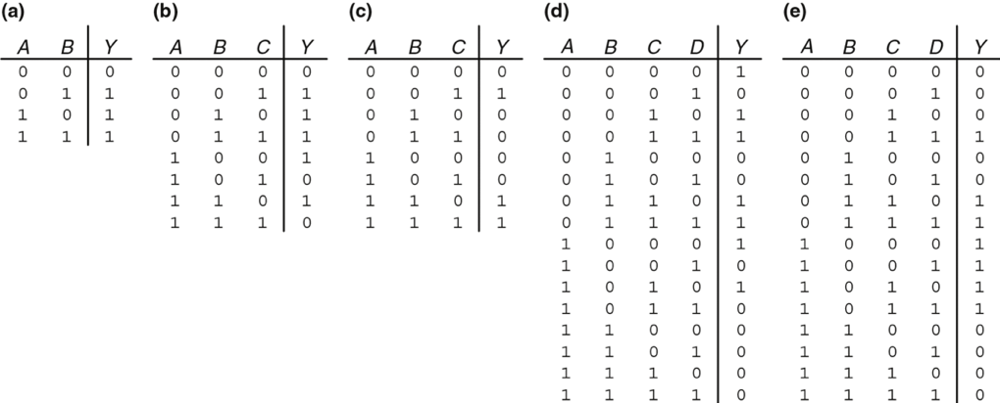 (a)
A B Y
0 0 0
0 1 1
1 0 1
1 1 1
(b)
A B C Y
0 0 0 0
0 0 1 1
0 1 0 1
0 1 1 1
1 0 0 1
1 0 1 0
1 1 0 1
1 1 1 0
(c)
A B C Y
0 0 0 0
0 0 1 1
0 1 0 0
0 1 1 0
1 0 0 0
1 0 1 0
1 1 0 1
1 1 1 1
(d)
A B C D Y
0 0 0 0 1
0 0 0 1 0
0 0 1 0 1
0 0 1 1 1
0 1 0 0 0
0 1 0 1 0
0 1 1 0 1
0 1 1 1 1
1 0 0 0 1
1 0 0 1 0
1 0 1 0 1
1 0 1 1 0
1 1 0 0 0
1 1 0 1 0
1 1 1 0 0
1 1 1 1 0
(e)
A B C D Y
0 0 0 0 0
0 0 0 1 0
0 0 1 0 0
0 0 1 1 1
0 1 0 0 0
0 1 0 1 0
0 1 1 0 1
0 1 1 1 1
1 0 0 0 1
1 0 0 1 1
1 0 1 0 1
1 0 1 1 1
1 1 0 0 0
1 1 0 1 0
1 1 1 0 0
1 1 1 1 0